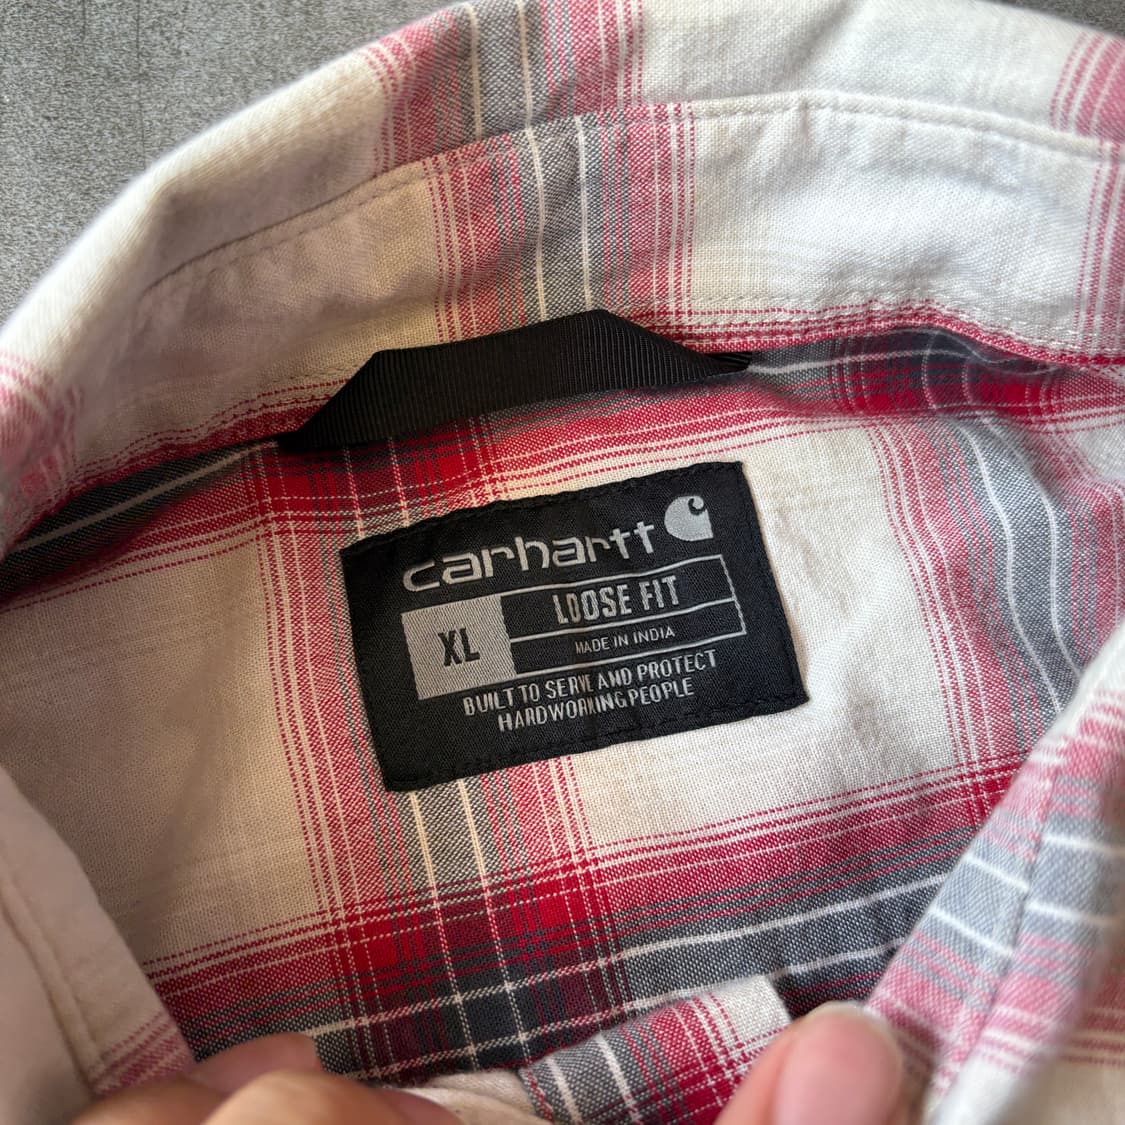 carhartt
XL
LOOSE FIT
MADE IN INDIA
BUILT TO SERVE AND PROTECT
HARDWORKING PEOPLE